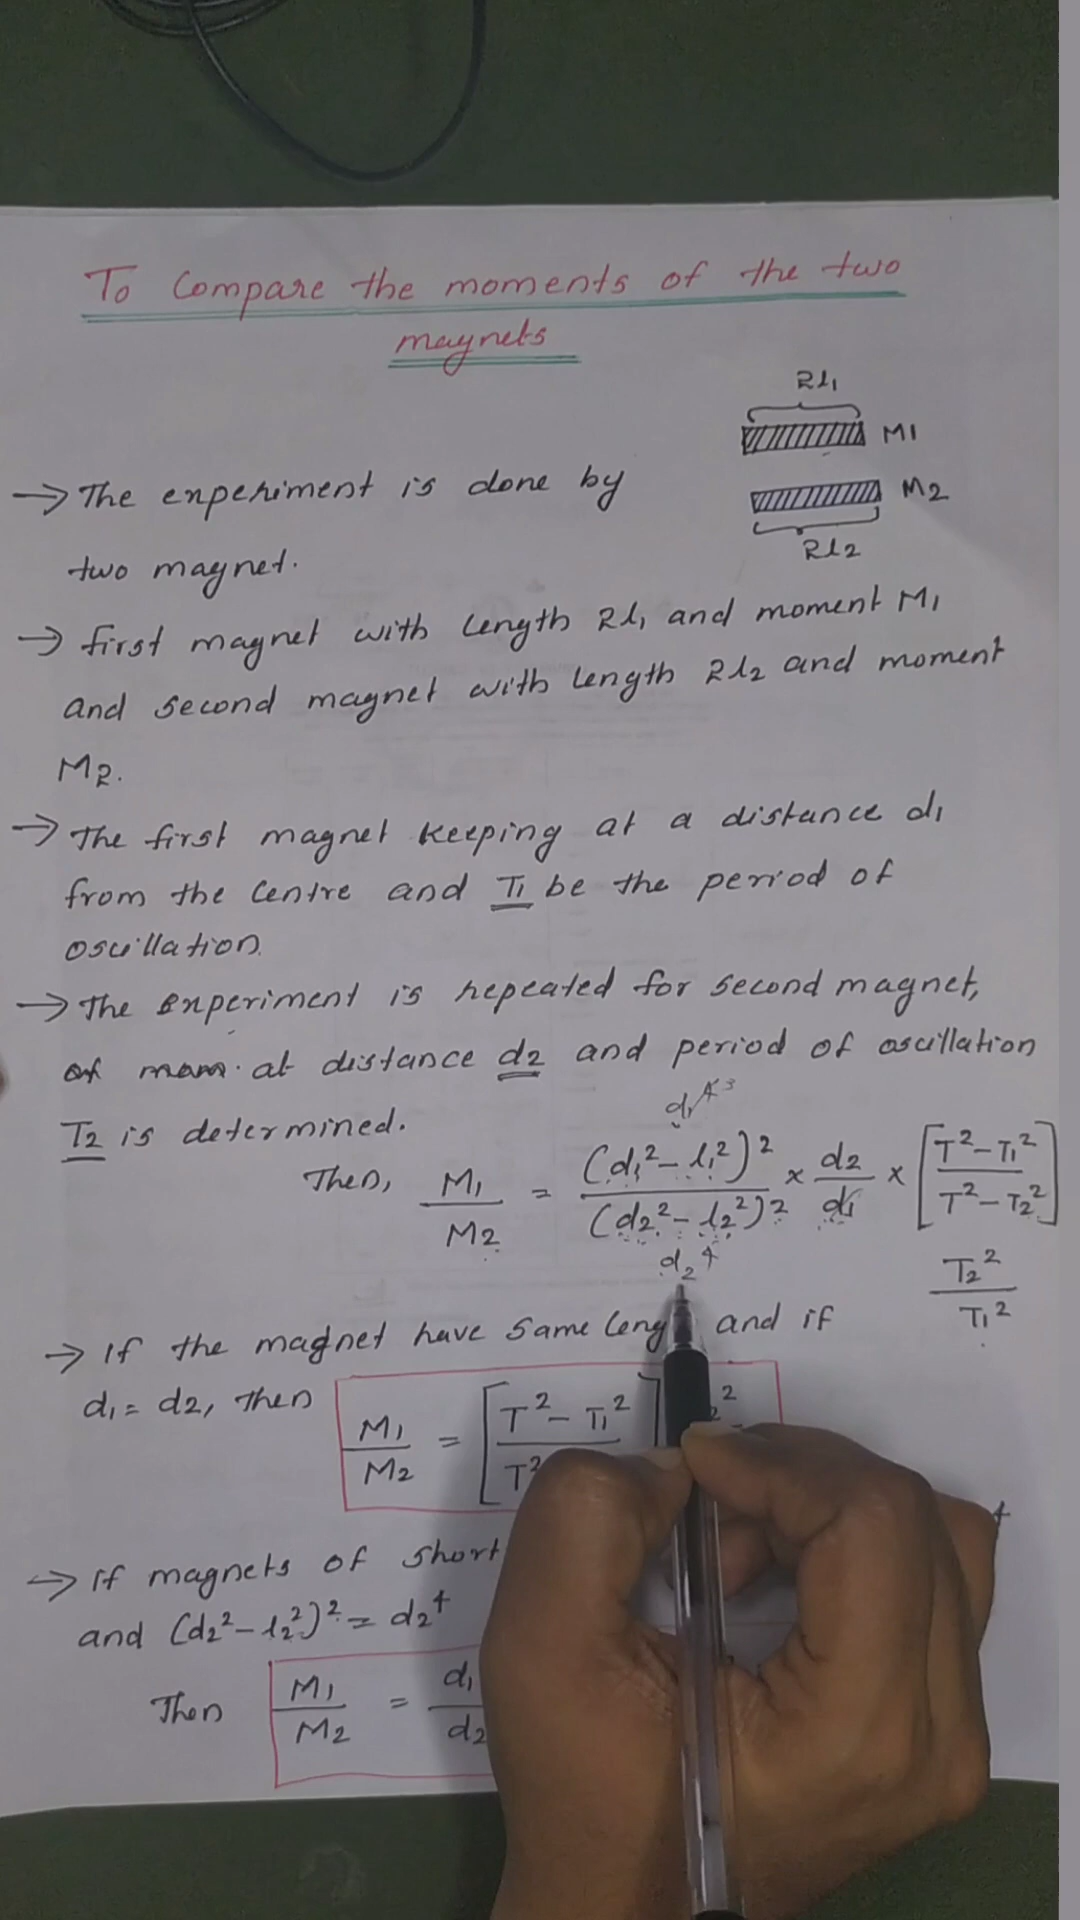 To Compare the moments of the two
magnets
2l₁
M1
M2
2l2
→ The experiment is done by
two magnet.
→ first magnet with length 2l₁ and moment M₁
and second magnet with length 2l₂ and moment
M2.
→ The first magnet keeping at a distance d₁
from the centre and T₁ be the period of
oscillation.
→ The experiment is repeated for second magnet,
at distance d2 and period of oscillation
T2 is determined.
Then, M₁/M2 = (d₁²-l₁²)²/(d₂²-l₂²)² × d2/d₁ × [T²-T₁²/T²-T₂²]
d₂⁴
T₂²/T₁²
→ If the magnet have same leng and if
d₁ = d2, then M₁/M2 = [T²-T₁²/T²
→ If magnets of short
and (d₂²-l₂²)² = d₂⁴
Then M₁/M2 = d₁/d2